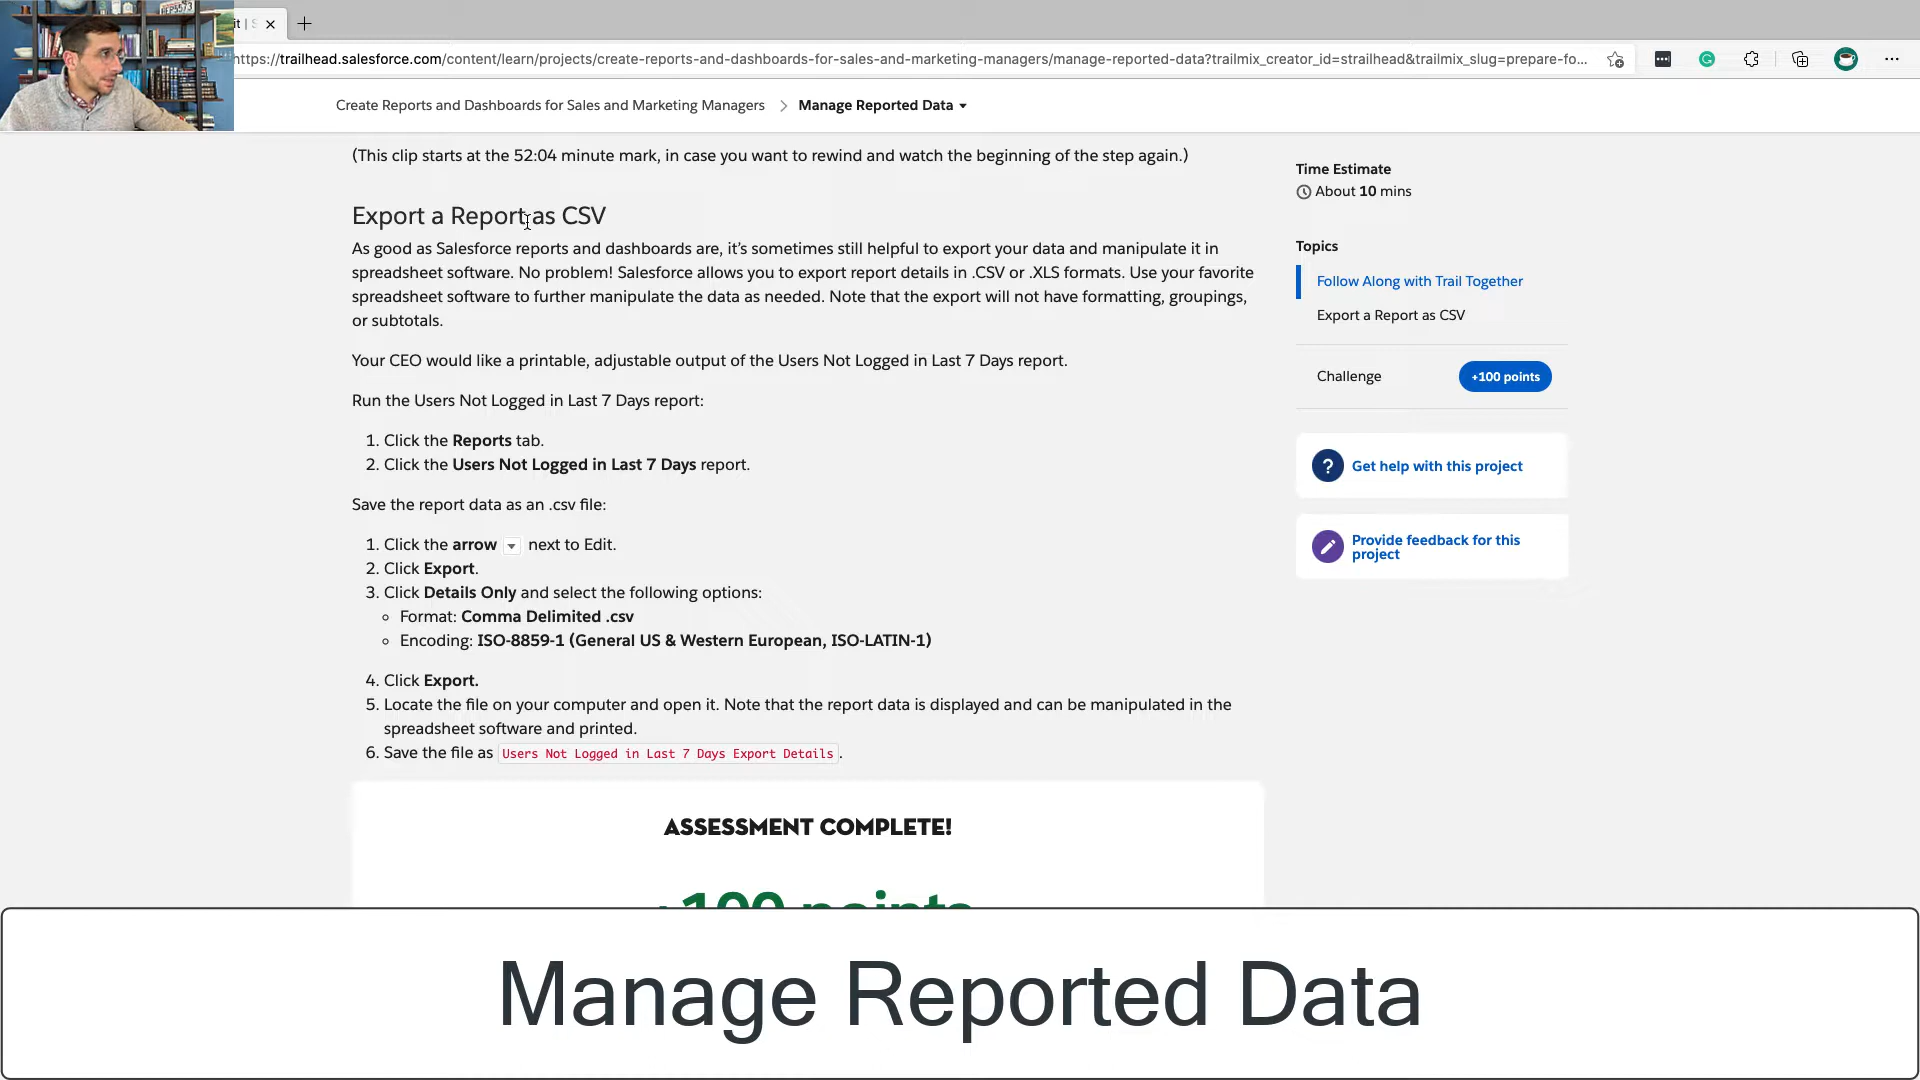 it | S
https://trailhead.salesforce.com/content/learn/projects/create-reports-and-dashboards-for-sales-and-marketing-managers/manage-reported-data?trailmix_creator_id=strailhead&trailmix_slug=prepare-fo...
Create Reports and Dashboards for Sales and Marketing Managers > Manage Reported Data
(This clip starts at the 52:04 minute mark, in case you want to rewind and watch the beginning of the step again.)
Export a Report as CSV
As good as Salesforce reports and dashboards are, it's sometimes still helpful to export your data and manipulate it in
spreadsheet software. No problem! Salesforce allows you to export report details in .CSV or .XLS formats. Use your favorite
spreadsheet software to further manipulate the data as needed. Note that the export will not have formatting, groupings,
or subtotals.
Your CEO would like a printable, adjustable output of the Users Not Logged in Last 7 Days report.
Run the Users Not Logged in Last 7 Days report:
1. Click the Reports tab.
2. Click the Users Not Logged in Last 7 Days report.
Save the report data as an .csv file:
1. Click the arrow next to Edit.
2. Click Export.
3. Click Details Only and select the following options:
Format: Comma Delimited .csv
Encoding: ISO-8859-1 (General US & Western European, ISO-LATIN-1)
4. Click Export.
5. Locate the file on your computer and open it. Note that the report data is displayed and can be manipulated in the
spreadsheet software and printed.
6. Save the file as Users Not Logged in Last 7 Days Export Details.
ASSESSMENT COMPLETE!
+100 points
Time Estimate
About 10 mins
Topics
Follow Along with Trail Together
Export a Report as CSV
Challenge
+100 points
? Get help with this project
Provide feedback for this
project
Manage Reported Data